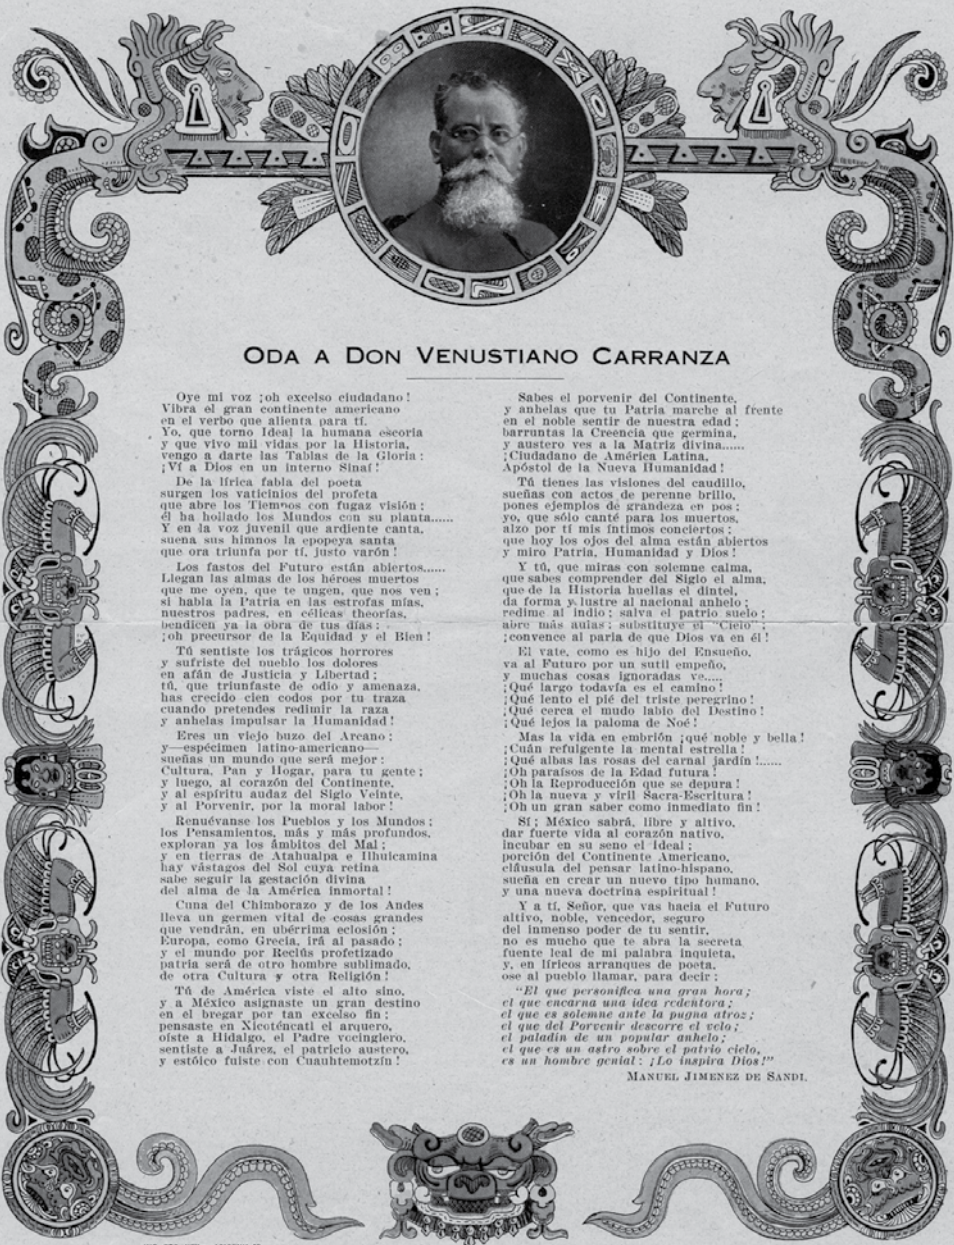 ODA A DON VENUSTIANO CARRANZA
Oye mi voz ¡oh excelso ciudadano!
Vibra el gran continente americano
en el verbo que alienta para tí.
Yo, que torno Ideal la humana escoria
y que vivo mil vidas por la Historia,
vengo a darte las Tablas de la Gloria:
¡Ví a Dios en un interno Sinaí!
De la lírica fabla del poeta
surgen los vaticinios del profeta
que abre los Tiempos con fugaz visión;
él ha hollado los Mundos con su planta......
Y en la voz juvenil que ardiente canta,
suena sus himnos la epopeya santa
que ora triunfa por tí, justo varón!
Los fastos del Futuro están abiertos......
Llegan las almas de los héroes muertos
que me oyen, que te ungen, que nos ven;
si habla la Patria en las estrofas mías,
nuestros padres, en célicas theorías,
bendicen ya la obra de tus días:
¡oh precursor de la Equidad y el Bien!
Tú sentiste los trágicos horrores
y sufriste del pueblo los dolores
en afán de Justicia y Libertad;
tú, que triunfaste de odio y amenaza,
has crecido cien codos por tu traza
cuando pretendes redimir la raza
y anhelas impulsar la Humanidad!
Eres un viejo buzo del Arcano;
y—espécimen latino-americano—
sueñas un mundo que será mejor:
Cultura, Pan y Hogar, para tu gente;
y luego, al corazón del Continente,
y al espíritu audaz del Siglo Veinte,
y al Porvenir, por la moral labor!
Renuévanse los Pueblos y los Mundos;
los Pensamientos, más y más profundos,
exploran ya los ámbitos del Mal;
y en tierras de Atahualpa e Ilhuicamina
hay vástagos del Sol cuya retina
sabe seguir la gestación divina
del alma de la América inmortal!
Cuna del Chimborazo y de los Andes
lleva un germen vital de cosas grandes
que vendrán, en ubérrima eclosión;
Europa, como Grecia, irá al pasado;
y el mundo por Reclús profetizado
patria será de otro hombre sublimado,
de otra Cultura y otra Religión!
Tú de América viste el alto sino,
y a México asignaste un gran destino
en el bregar por tan excelso fin;
pensaste en Xicoténcatl el arquero,
oíste a Hidalgo, el Padre vocinglero,
sentiste a Juárez, el patricio austero,
y estóico fuiste con Cuauhtemotzín!
Sabes el porvenir del Continente,
y anhelas que tu Patria marche al frente
en el noble sentir de nuestra edad;
barruntas la Creencia que germina,
y austero ves a la Matriz divina......
¡Ciudadano de América Latina,
Apóstol de la Nueva Humanidad!
Tú tienes las visiones del caudillo,
sueñas con actos de perenne brillo,
pones ejemplos de grandeza en pos;
yo, que sólo canté para los muertos,
alzo por tí mis íntimos conciertos;
que hoy los ojos del alma están abiertos
y miro Patria, Humanidad y Dios!
Y tú, que miras con solemne calma,
que sabes comprender del Siglo el alma,
que de la Historia huellas el dintel,
da forma y lustre al nacional anhelo;
redime al indio; salva el patrio suelo;
abre más aulas; substituye el "Cielo";
¡convence al paria de que Dios va en él!
El vate, como es hijo del Ensueño,
va al Futuro por un sutil empeño,
y muchas cosas ignoradas ve.....
¡Qué largo todavía es el camino!
¡Qué lento el pié del triste peregrino!
¡Qué cerca el mudo labio del Destino!
¡Qué lejos la paloma de Noé!
Mas la vida en embrión ¡qué noble y bella!
¡Cuán refulgente la mental estrella!
¡Qué albas las rosas del carnal jardín!......
¡Oh paraísos de la Edad futura!
¡Oh la Reproducción que se depura!
¡Oh la nueva y viril Sacra-Escritura!
¡Oh un gran saber como inmediato fin!
Sí; México sabrá, libre y altivo,
dar fuerte vida al corazón nativo,
incubar en su seno el ideal;
porción del Continente Americano,
cláusula del pensar latino-hispano,
sueña en crear un nuevo tipo humano,
y una nueva doctrina espiritual!
Y a tí, Señor, que vas hacia el Futuro
altivo, noble, vencedor, seguro
del inmenso poder de tu sentir,
no es mucho que te abra la secreta
fuente leal de mi palabra inquieta,
y, en líricos arranques de poeta,
ose al pueblo llamar, para decir:
"El que personifica una gran hora;
el que encarna una idea redentora;
el que es solemne ante la pugna atroz;
el que del Porvenir descorre el velo;
el paladín de un popular anhelo;
el que es un astro sobre el patrio cielo,
es un hombre genial: ¡Lo inspira Dios!"
MANUEL JIMENEZ DE SANDI.